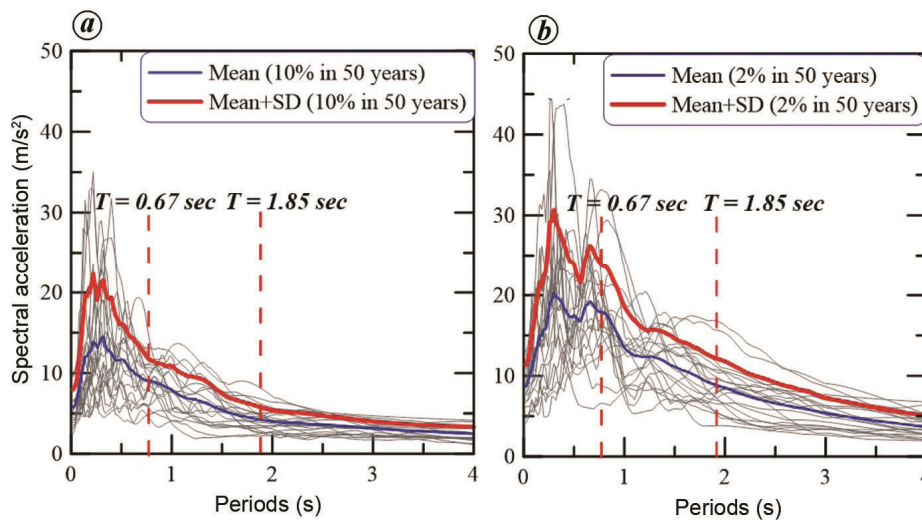 a
50
40
30
20
10
0
Spectral acceleration (m/s²)
Mean (10% in 50 years)
Mean+SD (10% in 50 years)
T = 0.67 sec T = 1.85 sec
0 1 2 3 4
Periods (s)
b
50
40
30
20
10
0
Mean (2% in 50 years)
Mean+SD (2% in 50 years)
T = 0.67 sec T = 1.85 sec
0 1 2 3 4
Periods (s)